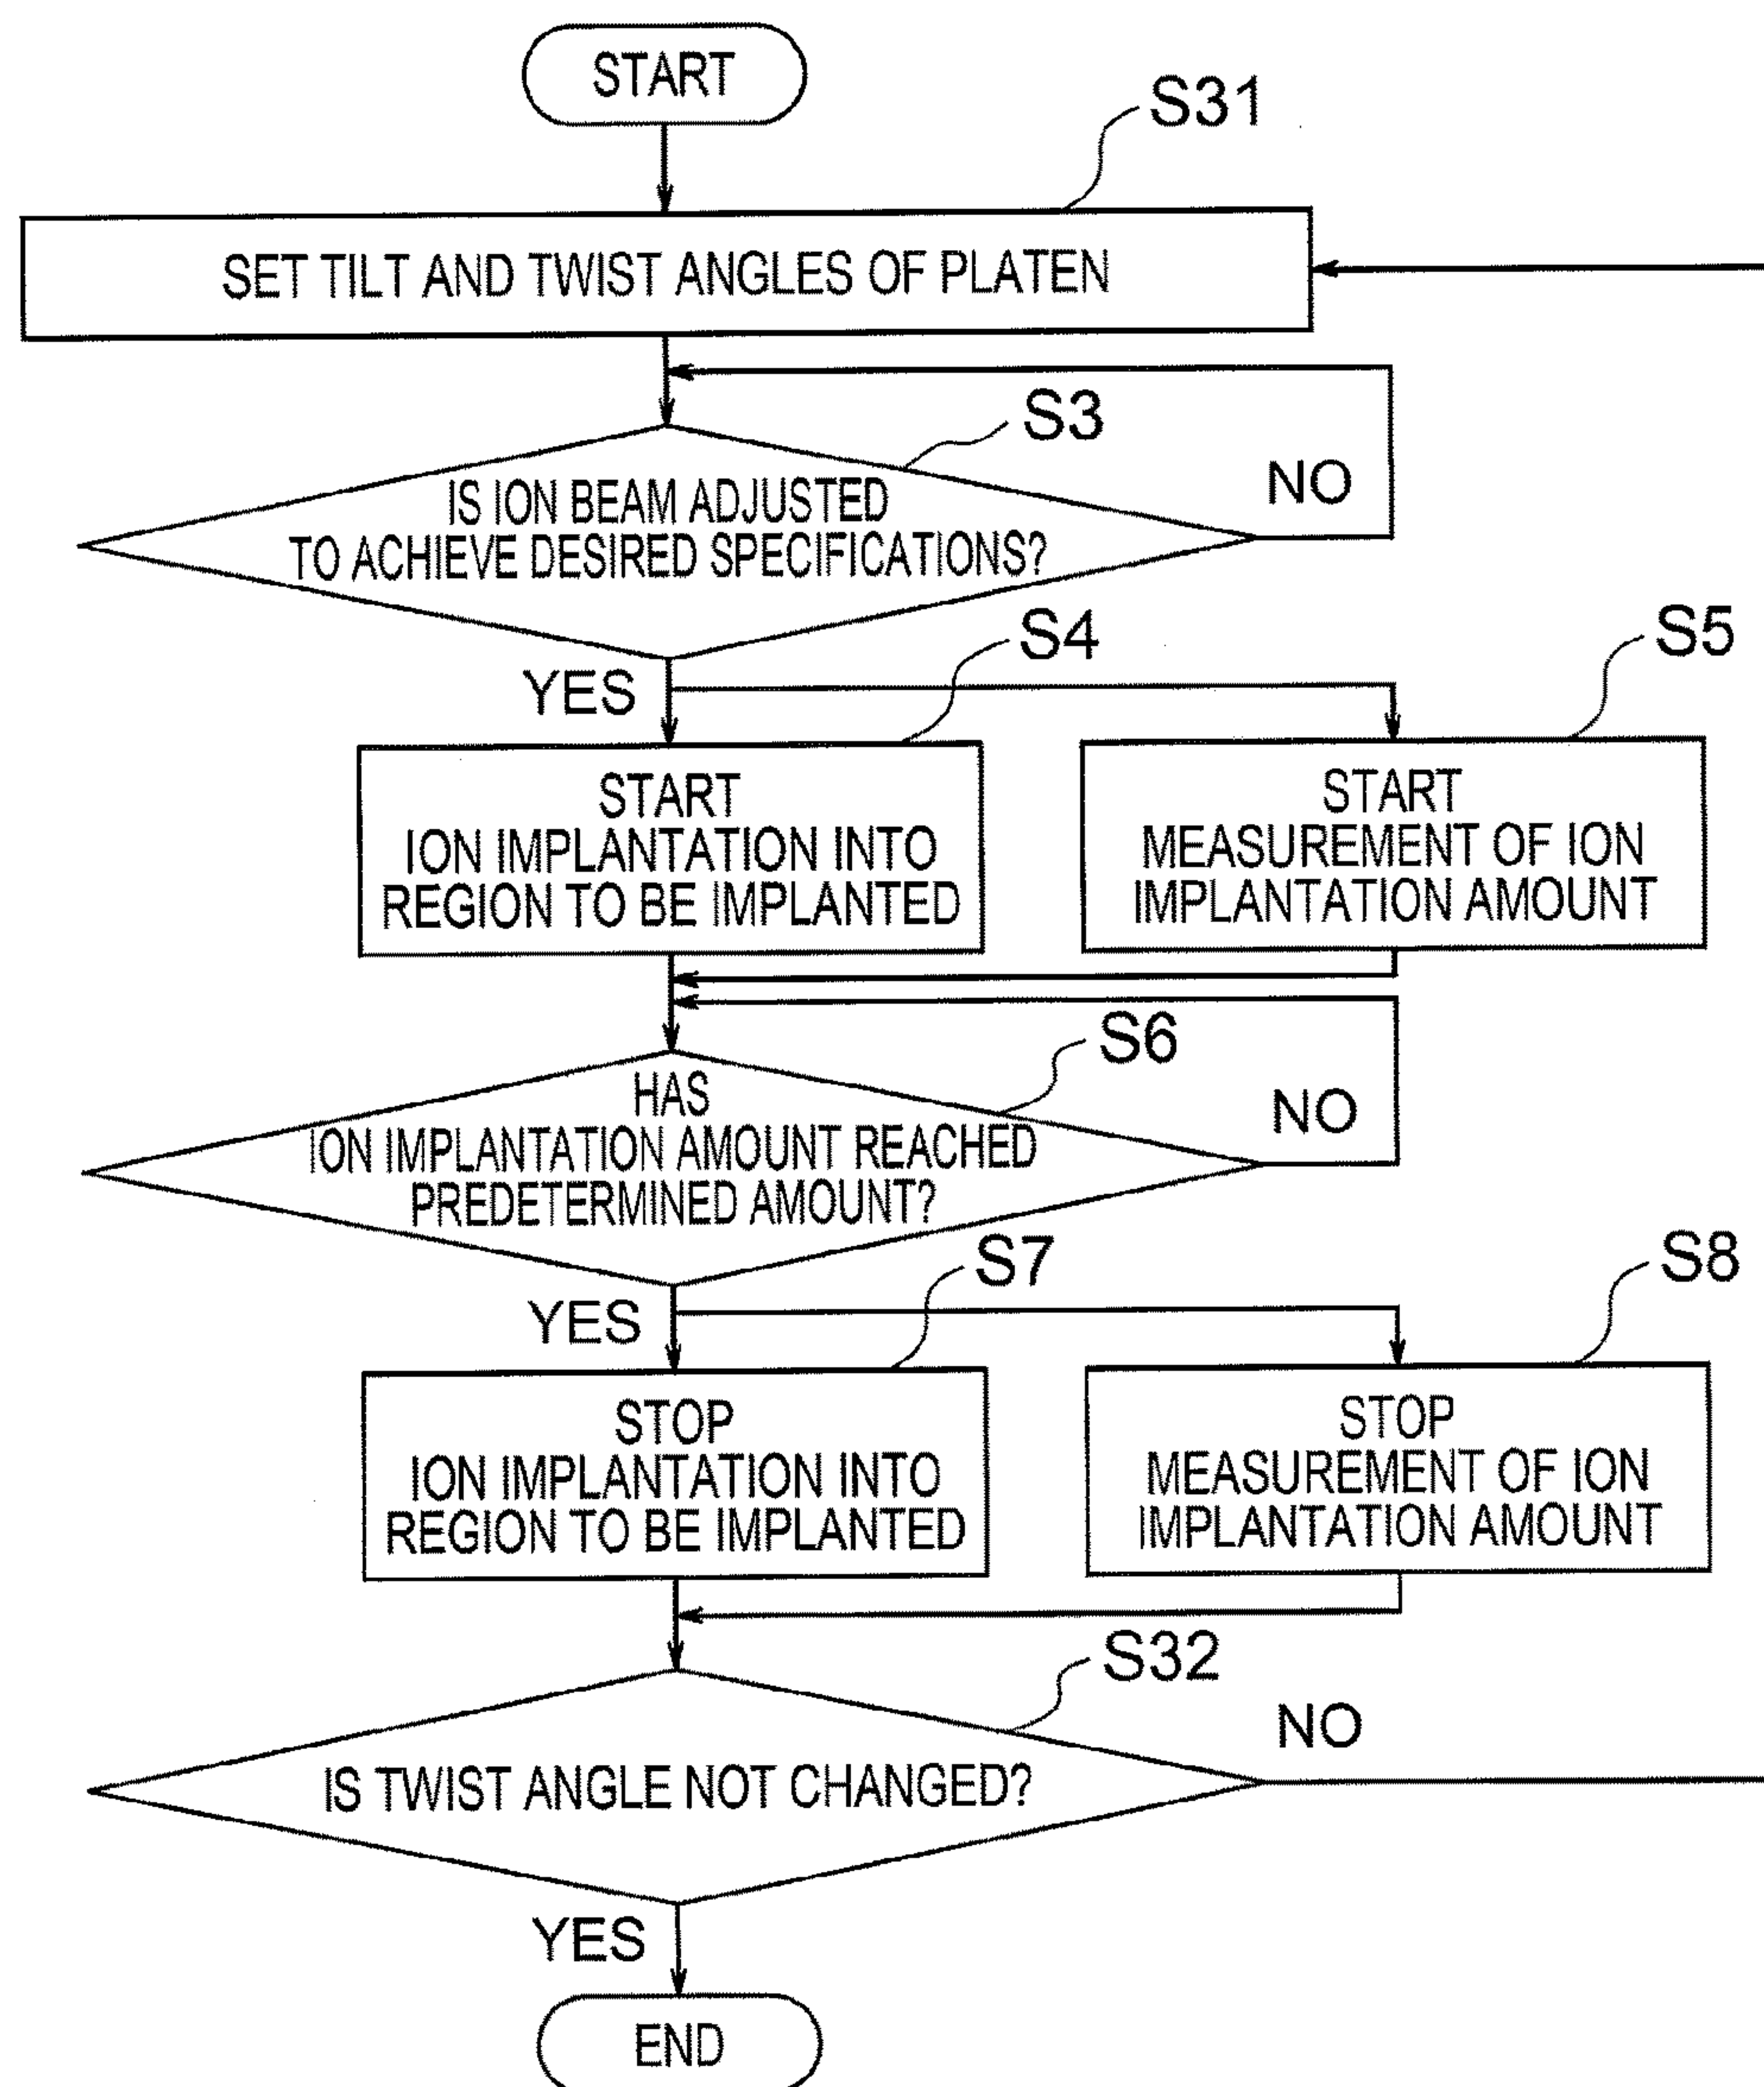 START
S31
SET TILT AND TWIST ANGLES OF PLATEN
S3
IS ION BEAM ADJUSTED
TO ACHIEVE DESIRED SPECIFICATIONS?
NO
YES
S4
S5
START
ION IMPLANTATION INTO
REGION TO BE IMPLANTED
START
MEASUREMENT OF ION
IMPLANTATION AMOUNT
S6
HAS
ION IMPLANTATION AMOUNT REACHED
PREDETERMINED AMOUNT?
NO
YES
S7
S8
STOP
ION IMPLANTATION INTO
REGION TO BE IMPLANTED
STOP
MEASUREMENT OF ION
IMPLANTATION AMOUNT
S32
IS TWIST ANGLE NOT CHANGED?
NO
YES
END